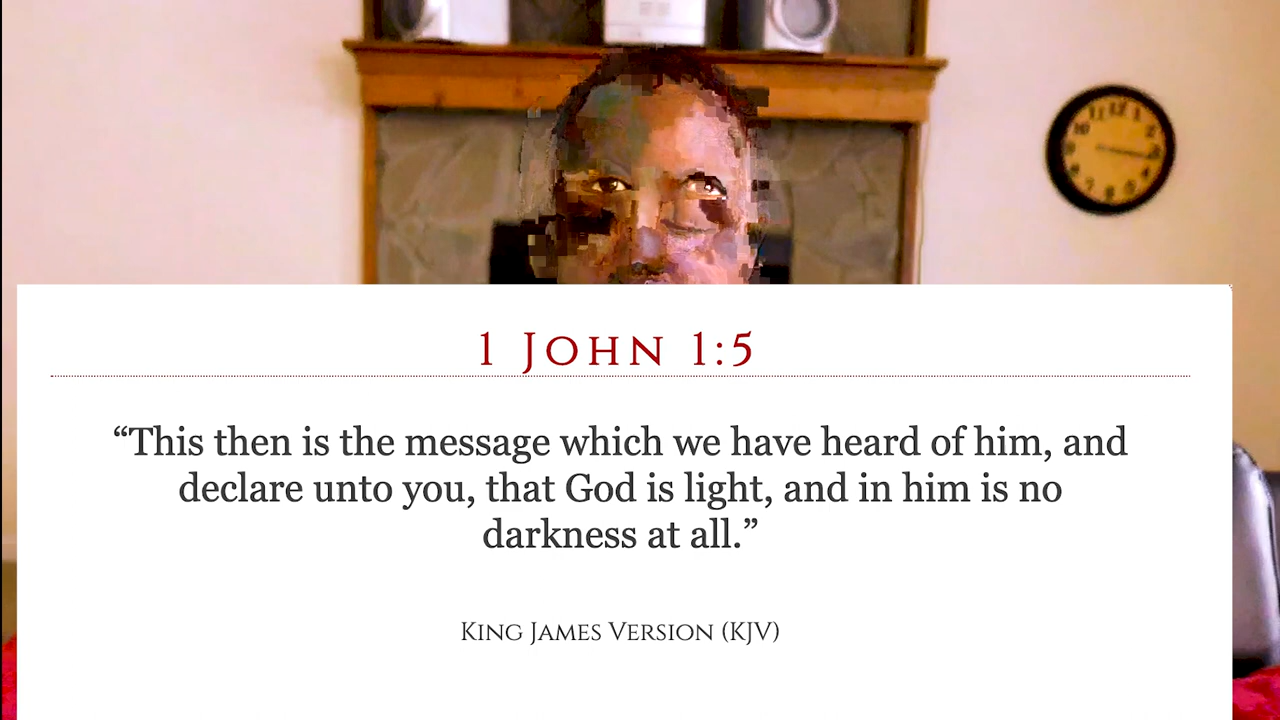 1 John 1:5
“This then is the message which we have heard of him, and
declare unto you, that God is light, and in him is no
darkness at all.”
King James Version (KJV)